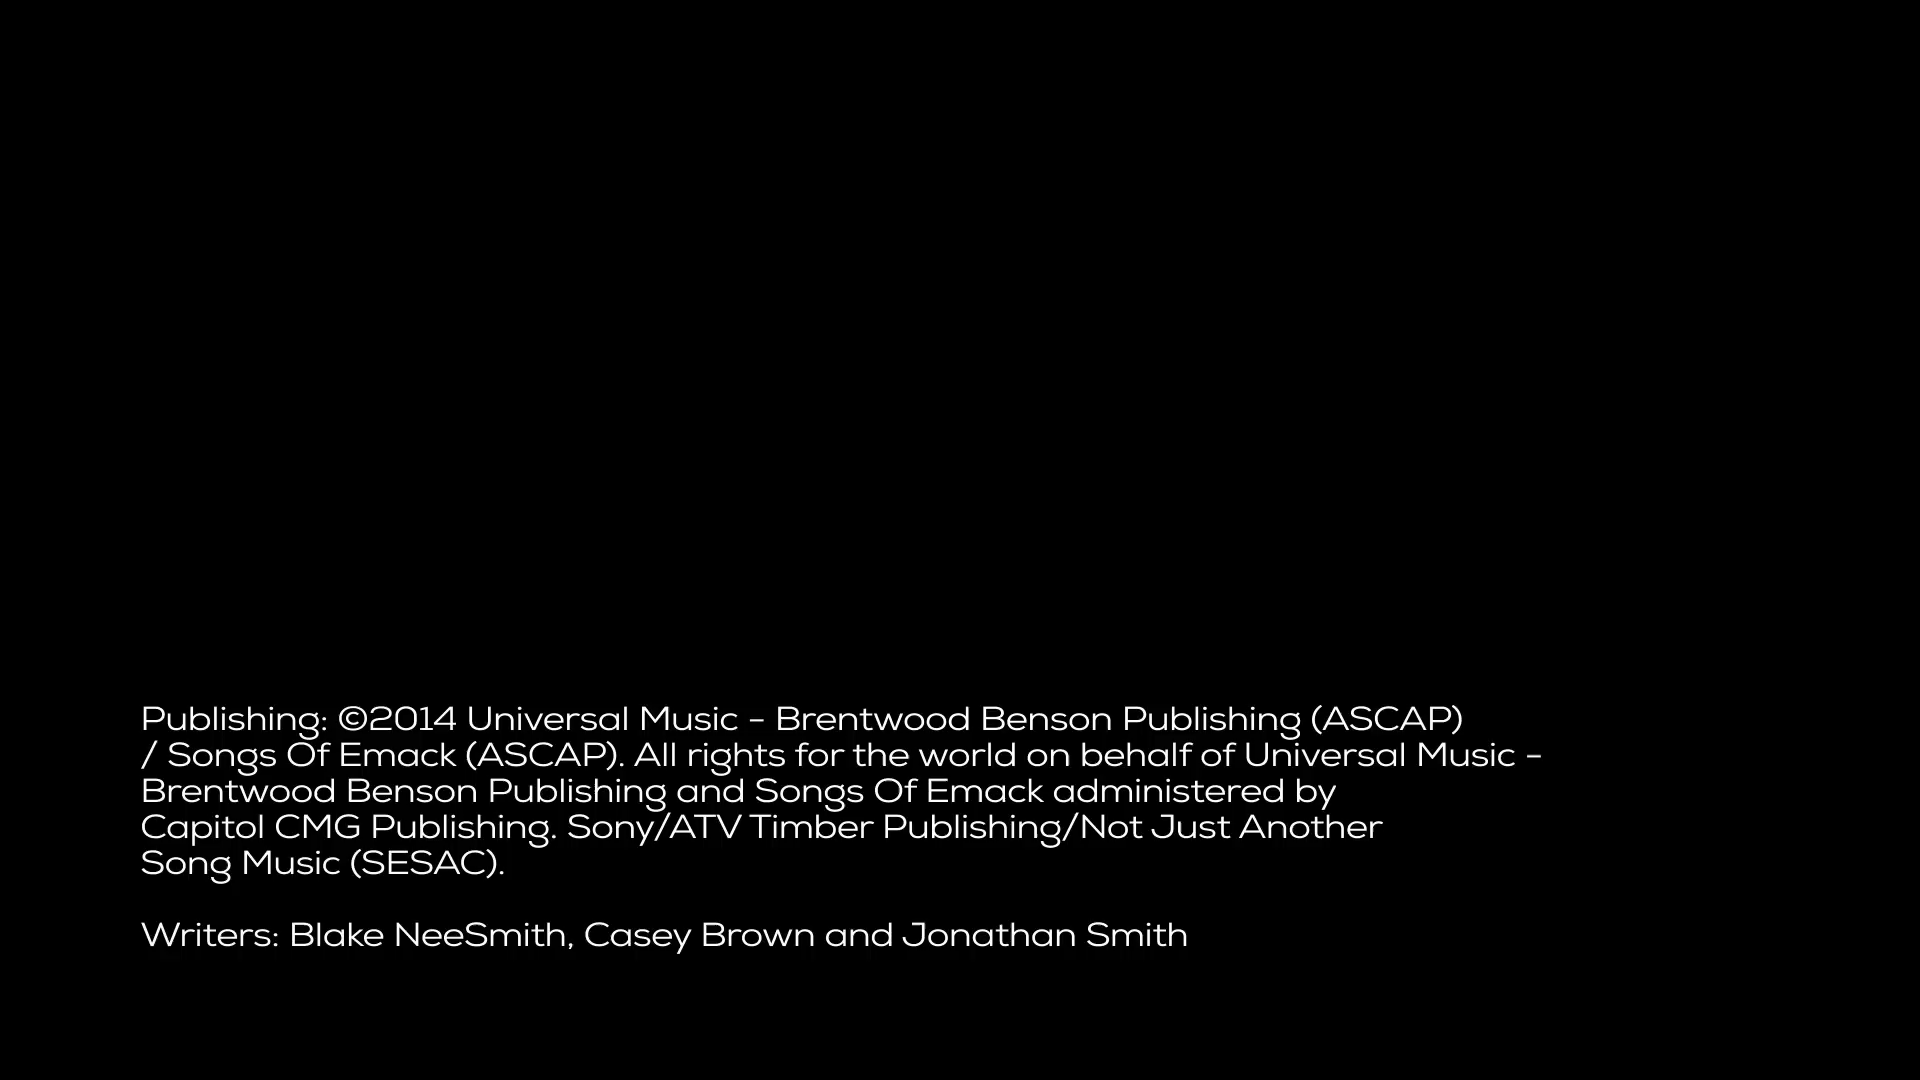 Publishing: ©2014 Universal Music - Brentwood Benson Publishing (ASCAP)
/ Songs Of Emack (ASCAP). All rights for the world on behalf of Universal Music -
Brentwood Benson Publishing and Songs Of Emack administered by
Capitol CMG Publishing. Sony/ATV Timber Publishing/Not Just Another
Song Music (SESAC).
Writers: Blake NeeSmith, Casey Brown and Jonathan Smith